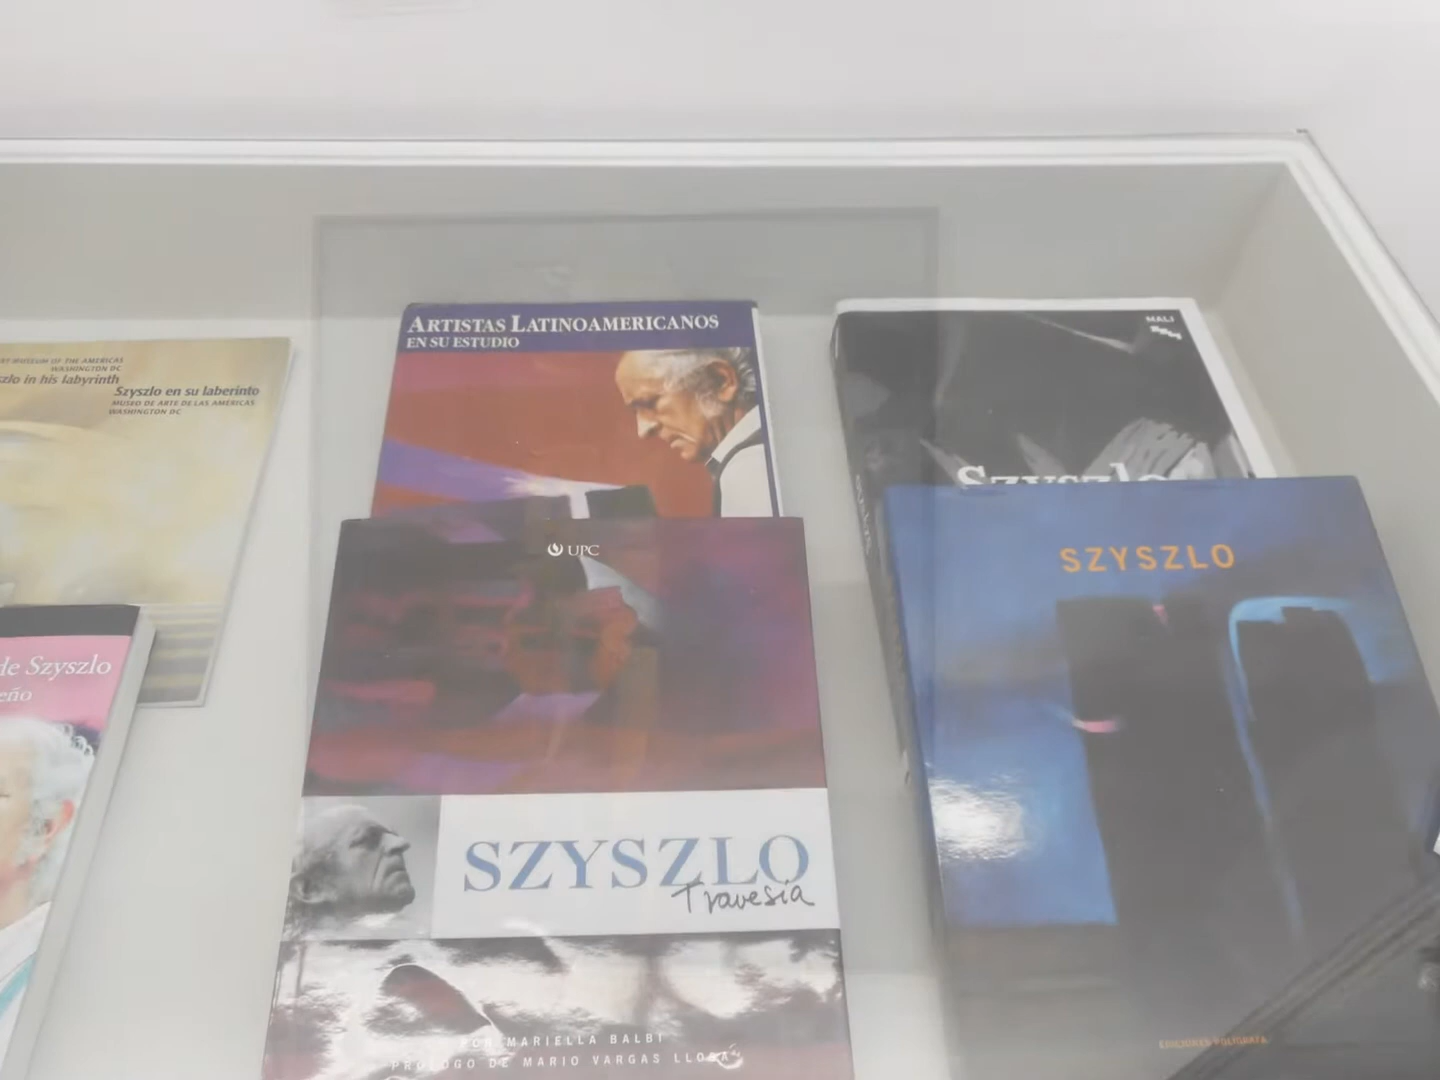 MUSEUM OF THE AMERICAS
WASHINGTON DC
in his labyrinth
Szyszlo en su laberinto
MUSEO DE ARTE DE LAS AMÉRICAS
WASHINGTON DC
de Szyszlo
ARTISTAS LATINOAMERICANOS
EN SU ESTUDIO
UPC
SZYSZLO
Travesía
POR MARIELLA BALBI
PRÓLOGO DE MARIO VARGAS LLOSA
MALI
Szyszlo
SZYSZLO
EDICIONES POLÍGRAFA